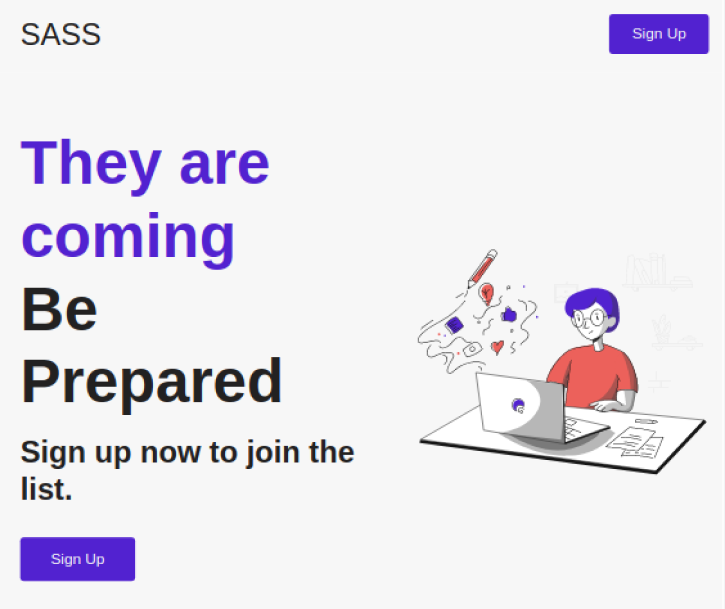 SASS
Sign Up
They are
coming
Be
Prepared
Sign up now to join the
list.
Sign Up